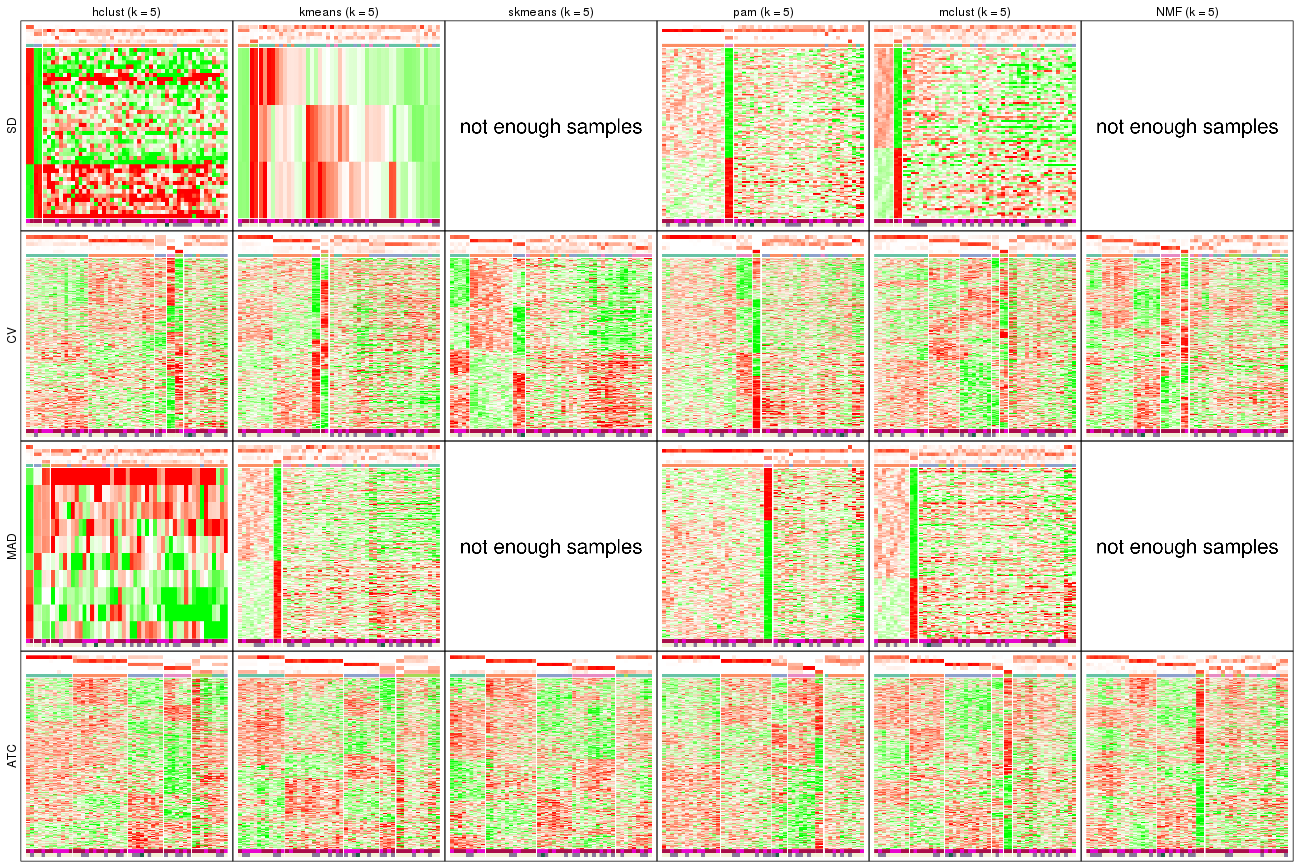 hclust (k = 5) kmeans (k = 5) skmeans (k = 5) pam (k = 5) mclust (k = 5) NMF (k = 5)
SD
not enough samples not enough samples
CV
MAD
not enough samples not enough samples
ATC